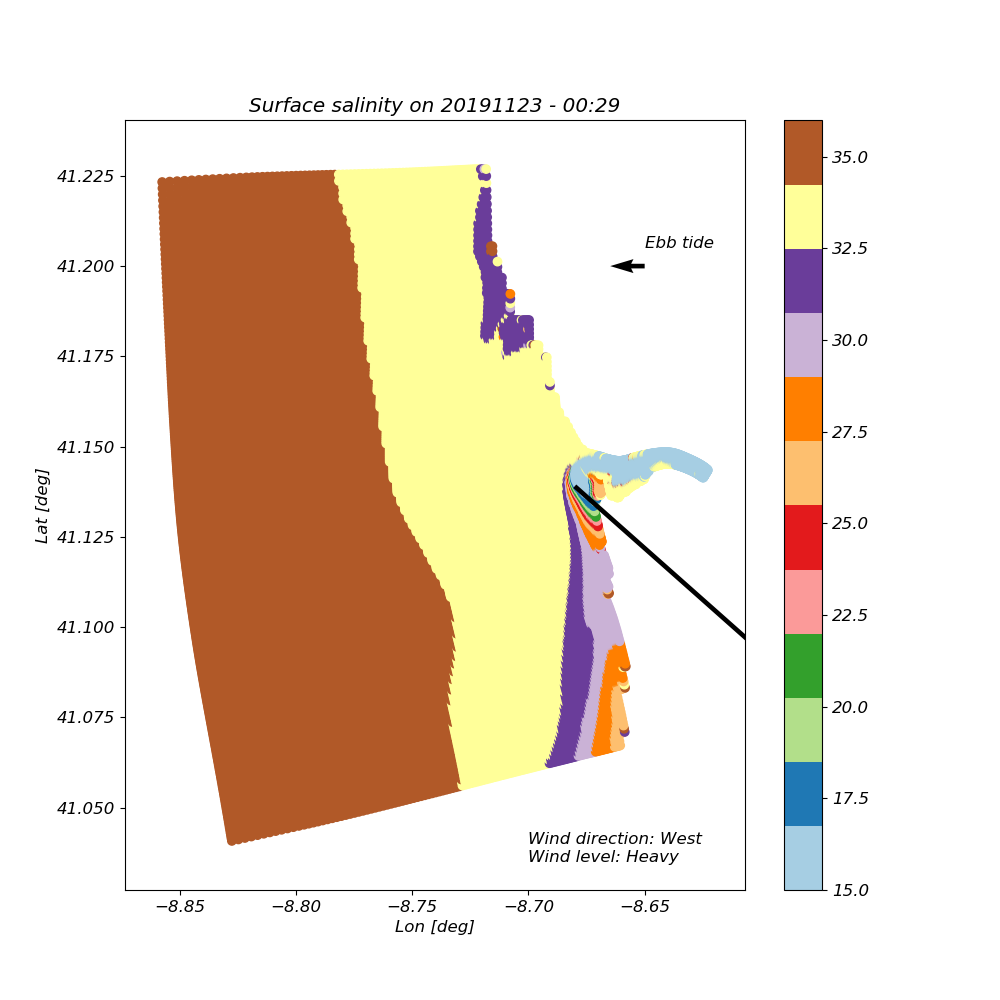 Surface salinity on 20191123 - 00:29
41.225
41.200
41.175
41.150
41.125
41.100
41.075
41.050
Lat [deg]
Ebb tide
Wind direction: West
Wind level: Heavy
−8.85 −8.80 −8.75 −8.70 −8.65
Lon [deg]
35.0
32.5
30.0
27.5
25.0
22.5
20.0
17.5
15.0